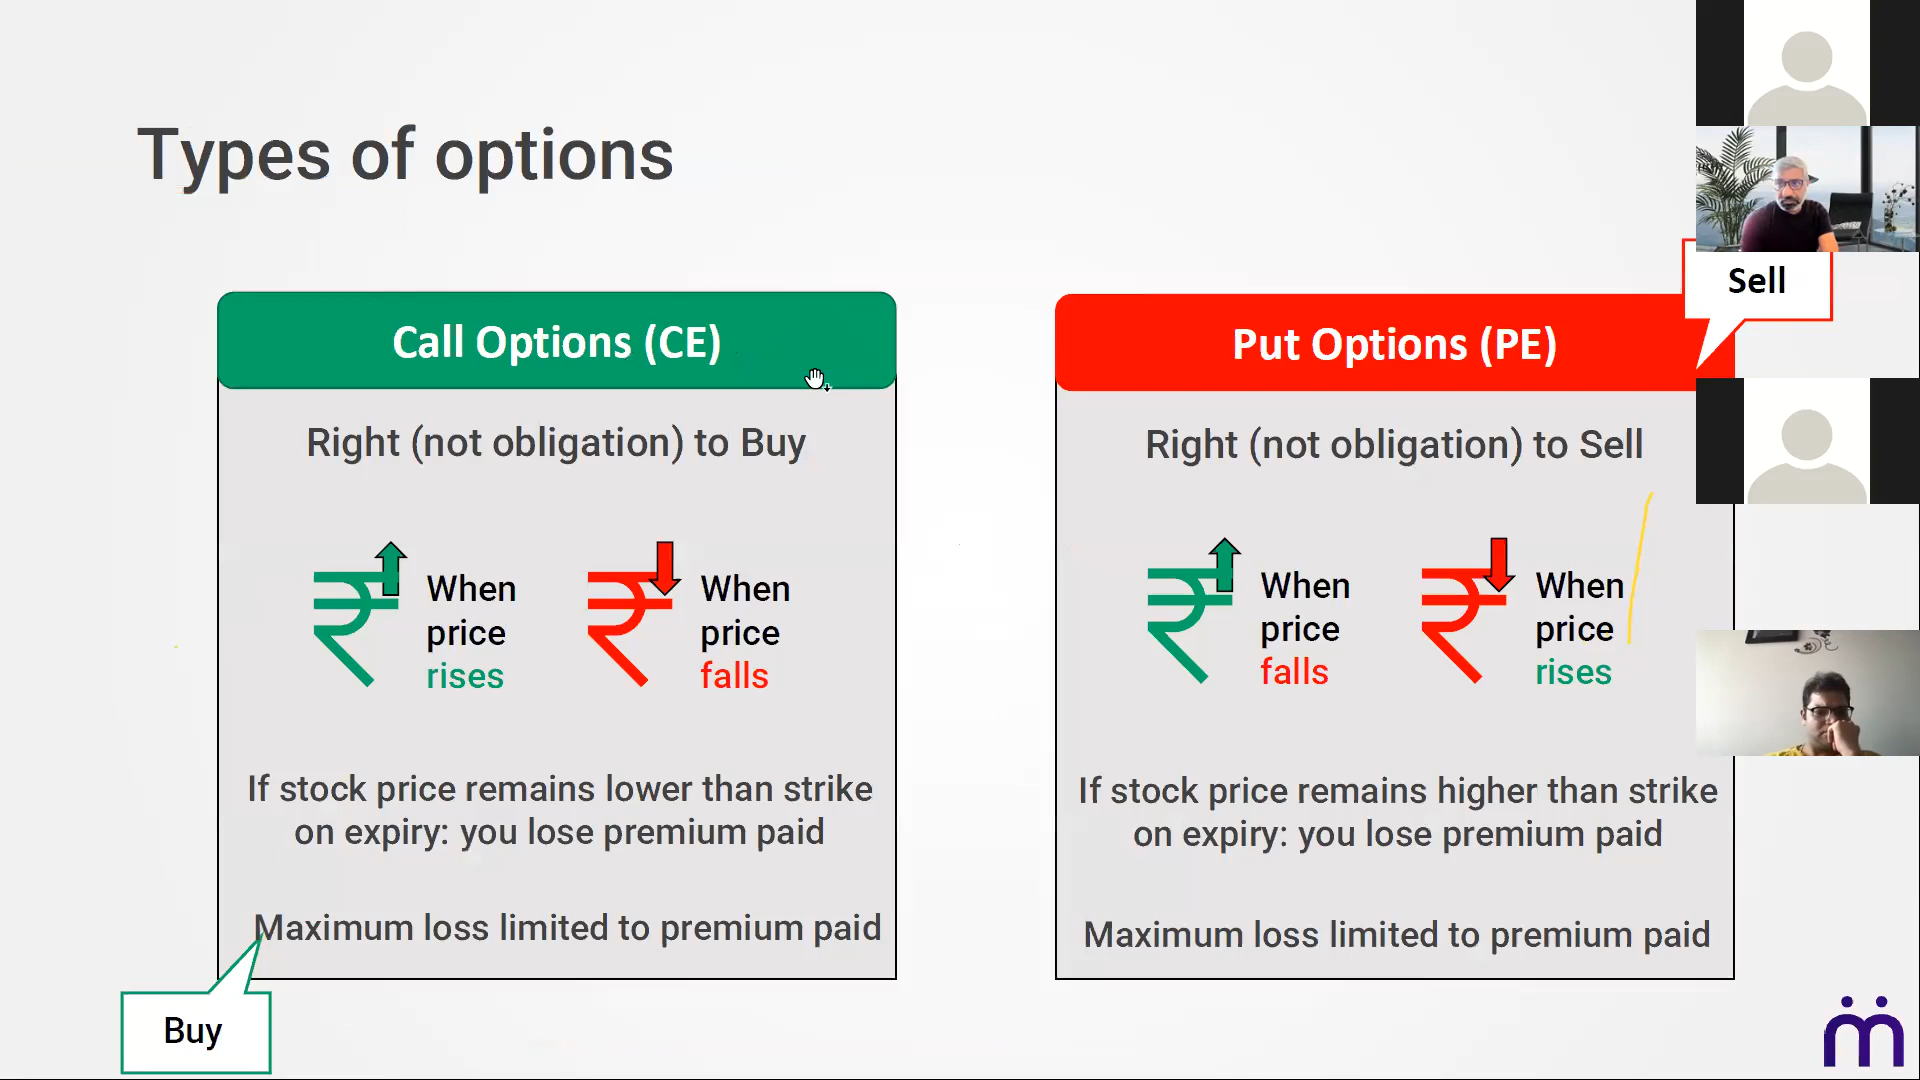 Types of options
Sell
Call Options (CE)
Right (not obligation) to Buy
₹ When
price
rises
₹ When
price
falls
If stock price remains lower than strike
on expiry: you lose premium paid
Maximum loss limited to premium paid
Buy
Put Options (PE)
Right (not obligation) to Sell
₹ When
price
falls
₹ When
price
rises
If stock price remains higher than strike
on expiry: you lose premium paid
Maximum loss limited to premium paid